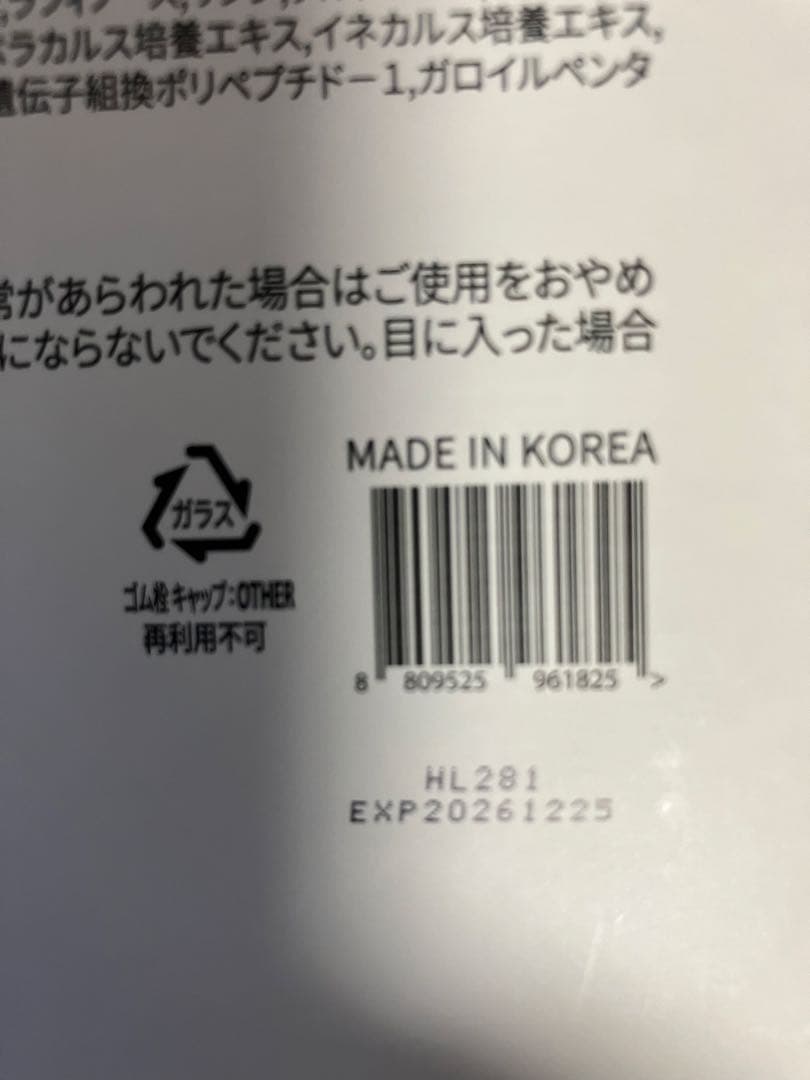 カルス培養エキス,イネカルス培養エキス,
遺伝子組換ポリペプチドー1,ガロイルペンタ
常があらわれた場合はご使用をおやめ
にならないでください。目に入った場合
MADE IN KOREA
ガラス
ゴム栓 キャップ:OTHER
再利用不可
8 809525 961825 >
HL281
EXP20261225